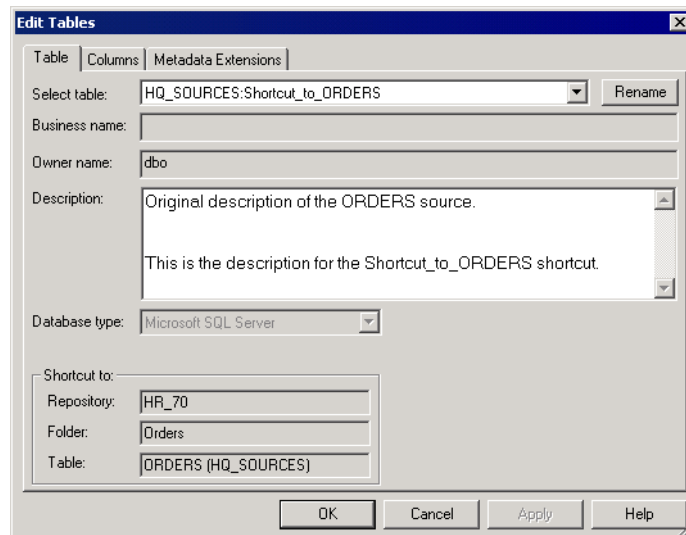 Edit Tables
Table Columns Metadata Extensions
Select table: HQ_SOURCES:Shortcut_to_ORDERS Rename
Business name:
Owner name: dbo
Description: Original description of the ORDERS source.
This is the description for the Shortcut_to_ORDERS shortcut.
Database type: Microsoft SQL Server
Shortcut to:
Repository: HR_70
Folder: Orders
Table: ORDERS (HQ_SOURCES)
OK Cancel Apply Help